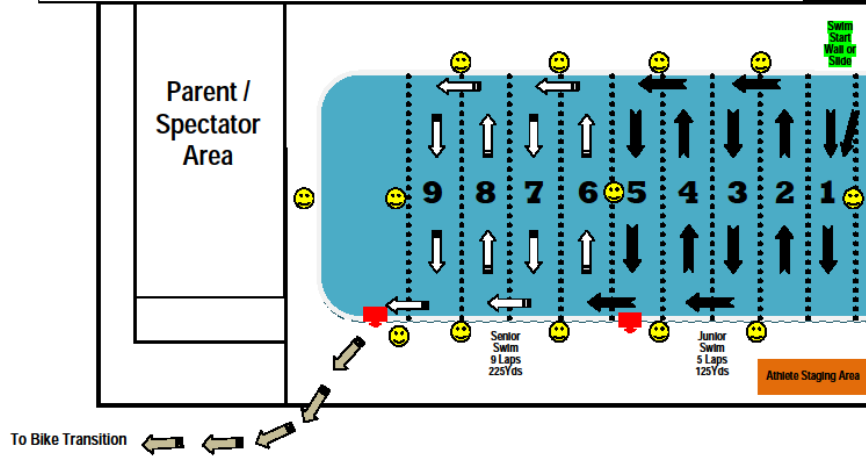 Swim
Start
Wall or
Slide
Parent /
Spectator
Area
9 8 7 6 5 4 3 2 1
Senior
Swim
9 Laps
225Yds
Junior
Swim
5 Laps
125Yds
Athlete Staging Area
To Bike Transition